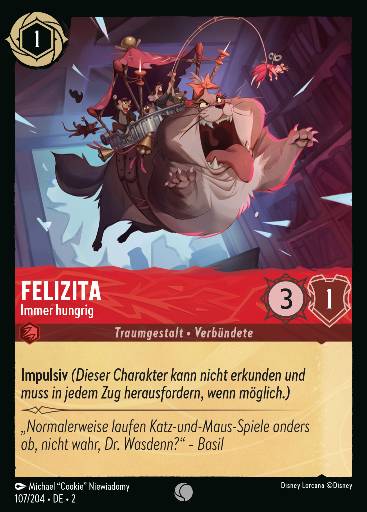 1
FELIZITA
Immer hungrig
3
1
Traumgestalt • Verbündete
Impulsiv (Dieser Charakter kann nicht erkunden und
muss in jedem Zug herausfordern, wenn möglich.)
„Normalerweise laufen Katz-und-Maus-Spiele anders
ab, nicht wahr, Dr. Wasdenn?“ - Basil
Michael "Cookie" Niewiadomy
Disney Lorcana ©Disney
107/204 • DE • 2